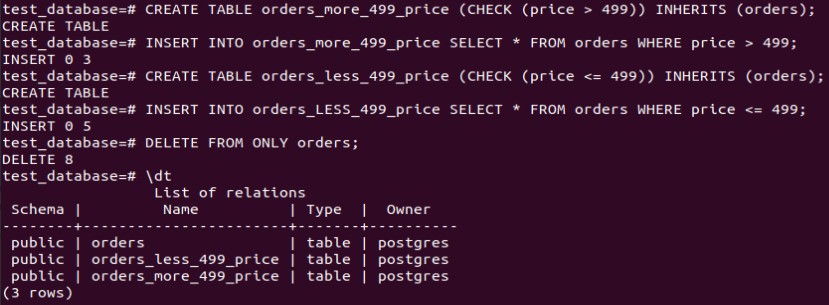 test_database=# CREATE TABLE orders_more_499_price (CHECK (price > 499)) INHERITS (orders);
CREATE TABLE
test_database=# INSERT INTO orders_more_499_price SELECT * FROM orders WHERE price > 499;
INSERT 0 3
test_database=# CREATE TABLE orders_less_499_price (CHECK (price <= 499)) INHERITS (orders);
CREATE TABLE
test_database=# INSERT INTO orders_LESS_499_price SELECT * FROM orders WHERE price <= 499;
INSERT 0 5
test_database=# DELETE FROM ONLY orders;
DELETE 8
test_database=# \dt
                 List of relations
 Schema |         Name          | Type  |  Owner
--------+-----------------------+-------+----------
 public | orders                | table | postgres
 public | orders_less_499_price | table | postgres
 public | orders_more_499_price | table | postgres
(3 rows)